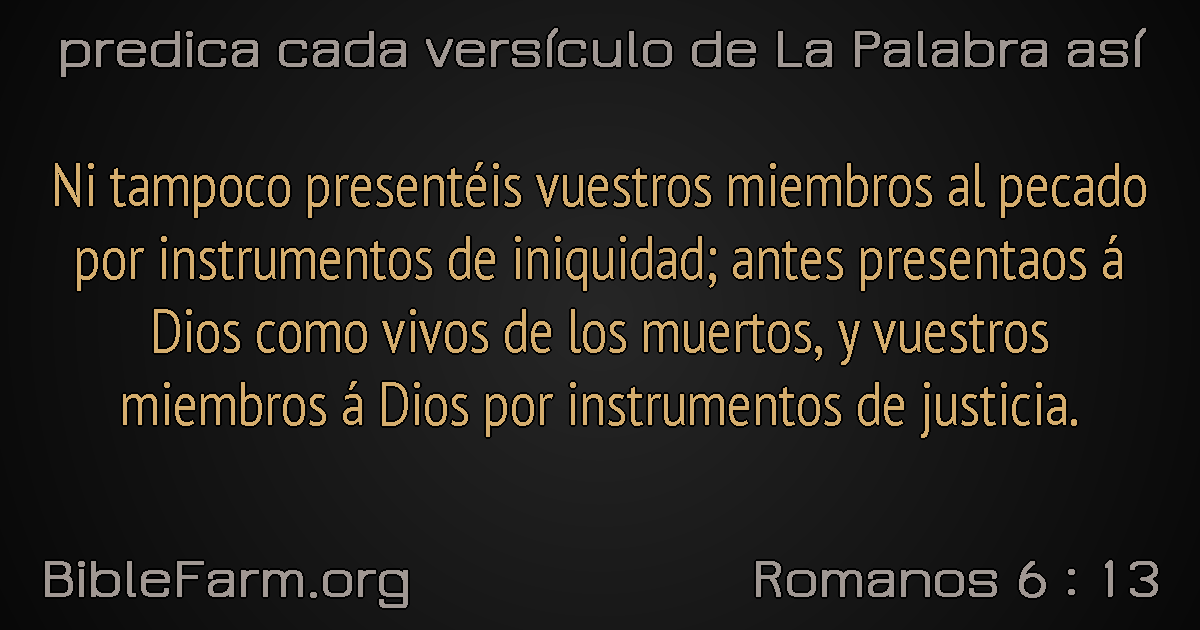 predica cada versículo de La Palabra así
Ni tampoco presentéis vuestros miembros al pecado
por instrumentos de iniquidad; antes presentaos á
Dios como vivos de los muertos, y vuestros
miembros á Dios por instrumentos de justicia.
BibleFarm.org
Romanos 6 : 13